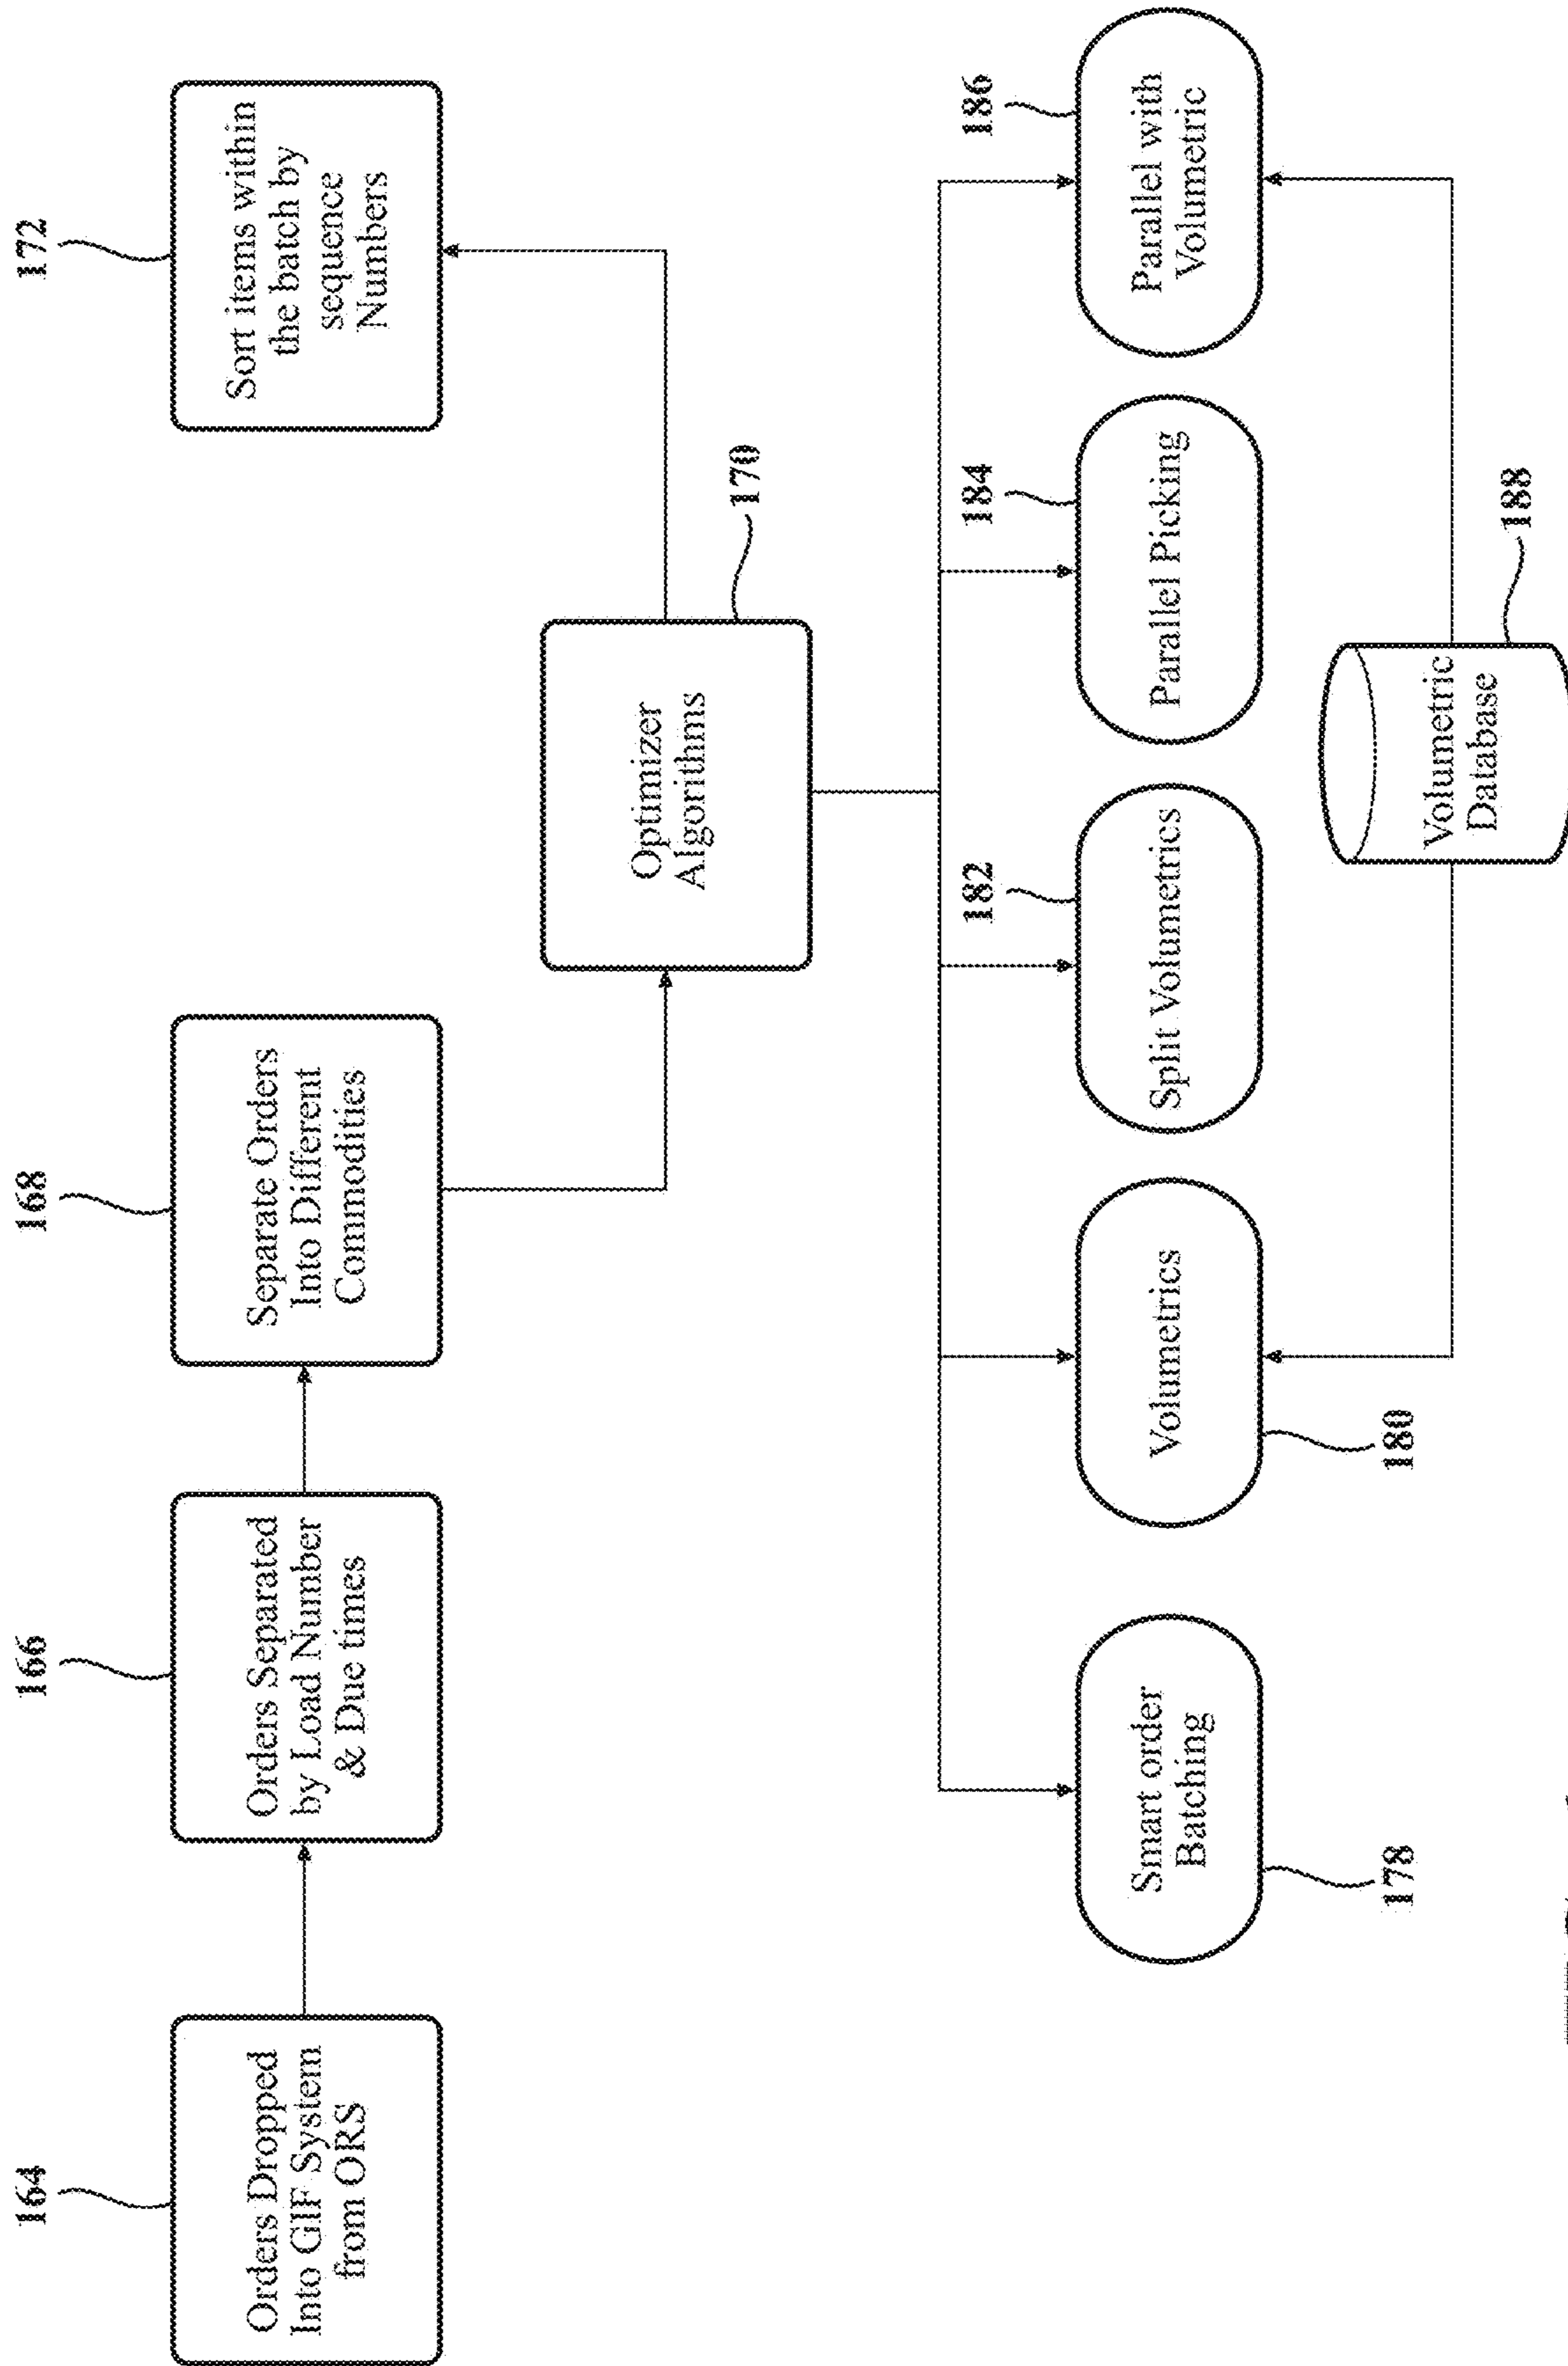 164
Orders Dropped
Into GIF System
from ORS
166
Orders Separated
by Load Number
& Due times
168
Separate Orders
Into Different
Commodities
172
Sort items within
the batch by
sequence
Numbers
Optimizer
Algorithms
170
Smart order
Batching
178
Volumetrics
180
182
Split Volumetrics
184
Parallel Picking
186
Parallel with
Volumetric
Volumetric
Database
188